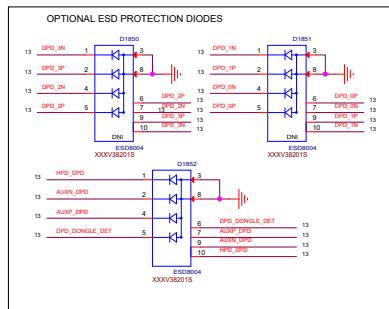 OPTIONAL ESD PROTECTION DIODES
D1850
13 DPD_3N 1 3
13 DPD_3P 2 8
13 DPD_2N 4
13 DPD_2P 5 6 DPD_2P 13
7 DPD_2N 13
9 DPD_3P 13
10 DPD_3N 13
DNI
ESD8004
XXXV38201S
D1851
13 DPD_1N 1 3
13 DPD_1P 2 8
13 DPD_0N 4
13 DPD_0P 5 6 DPD_0P 13
7 DPD_0N 13
9 DPD_1P 13
10 DPD_1N 13
DNI
ESD8004
XXXV38201S
D1852
13 HPD_DPD 1 3
13 AUXN_DPD 2 8
13 AUXP_DPD 4
13 DPD_DONGLE_DET 5 6 DPD_DONGLE_DET 13
7 AUXP_DPD 13
9 AUXN_DPD 13
10 HPD_DPD 13
ESD8004
XXXV38201S